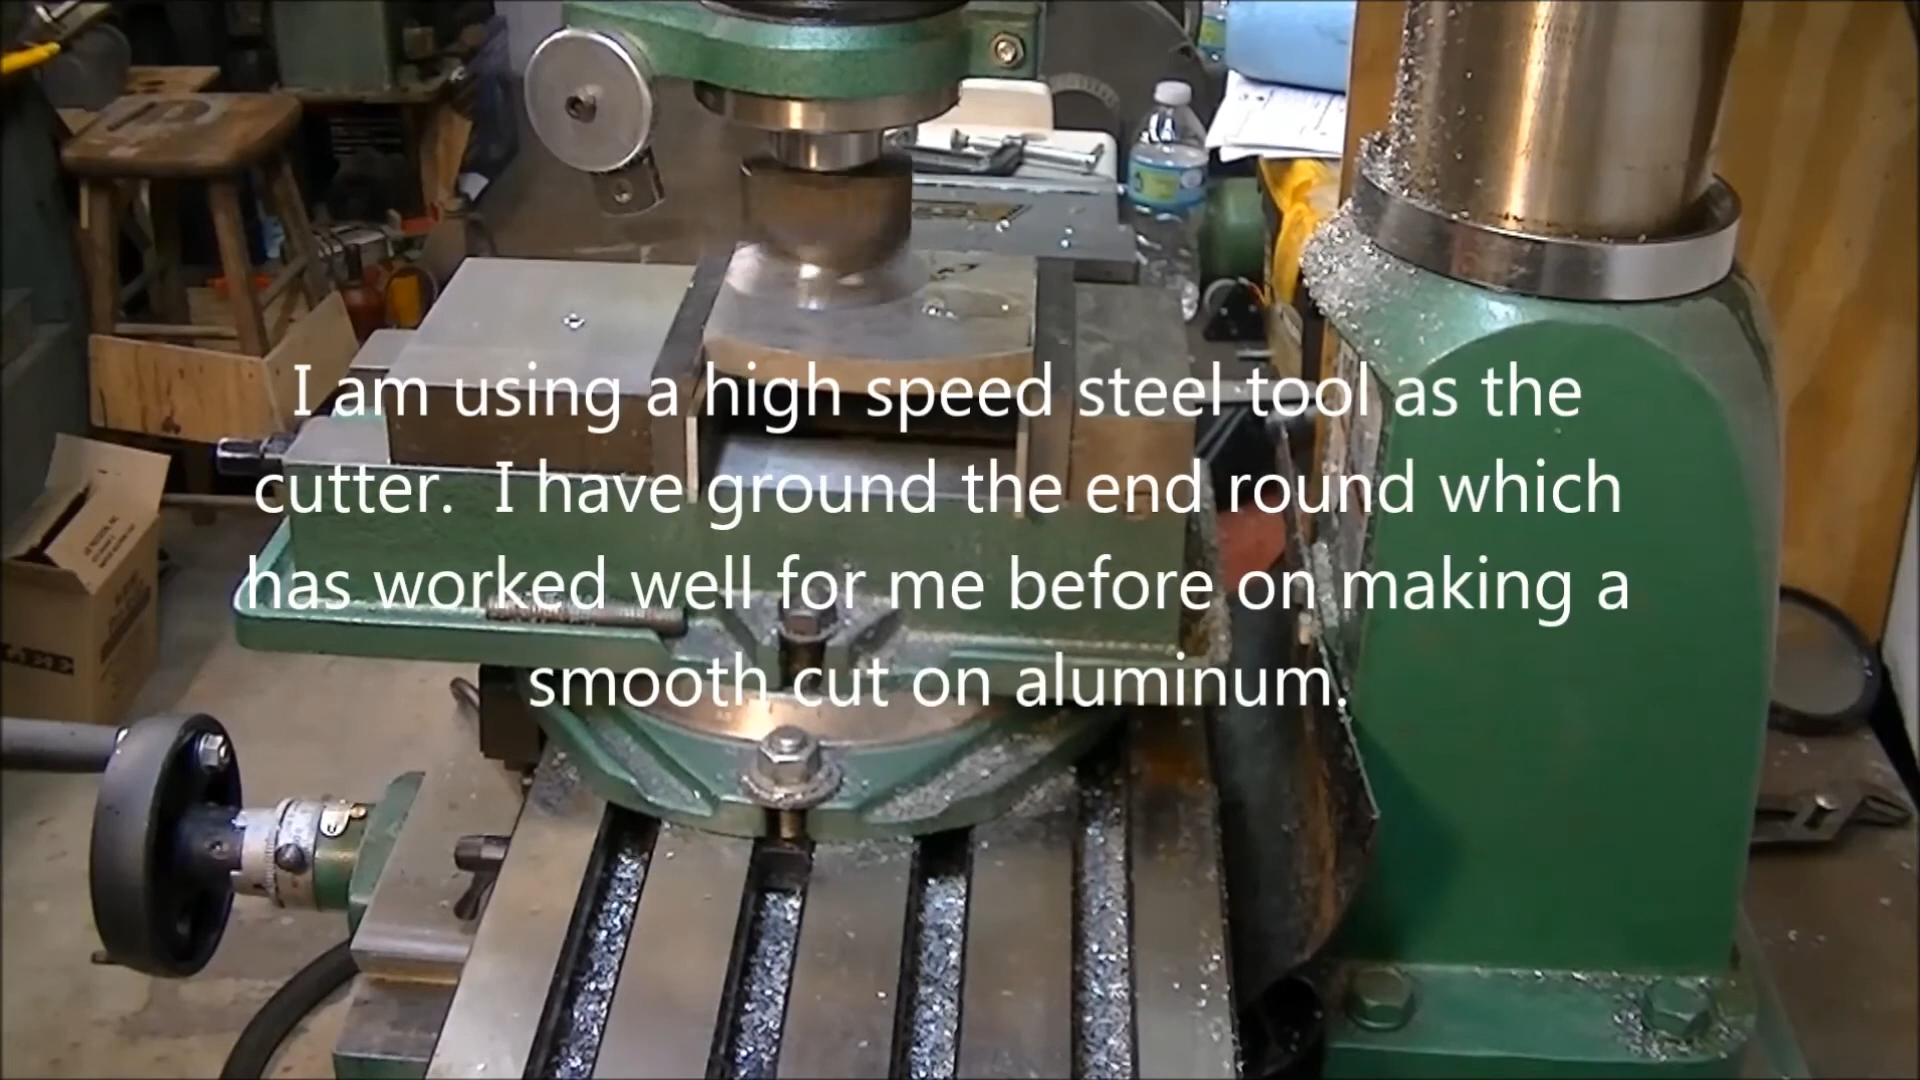 I am using a high speed steel tool as the
cutter.  I have ground the end round which
has worked well for me before on making a
smooth cut on aluminum.
LEE